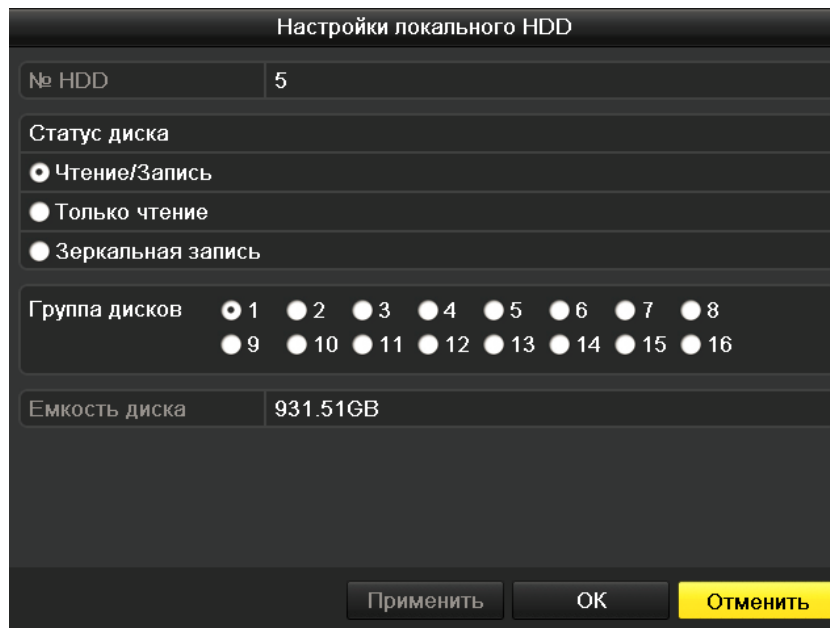 Настройки локального HDD
№ HDD 5
Статус диска
Чтение/Запись
Только чтение
Зеркальная запись
Группа дисков 1 2 3 4 5 6 7 8
9 10 11 12 13 14 15 16
Емкость диска 931.51GB
Применить OK Отменить